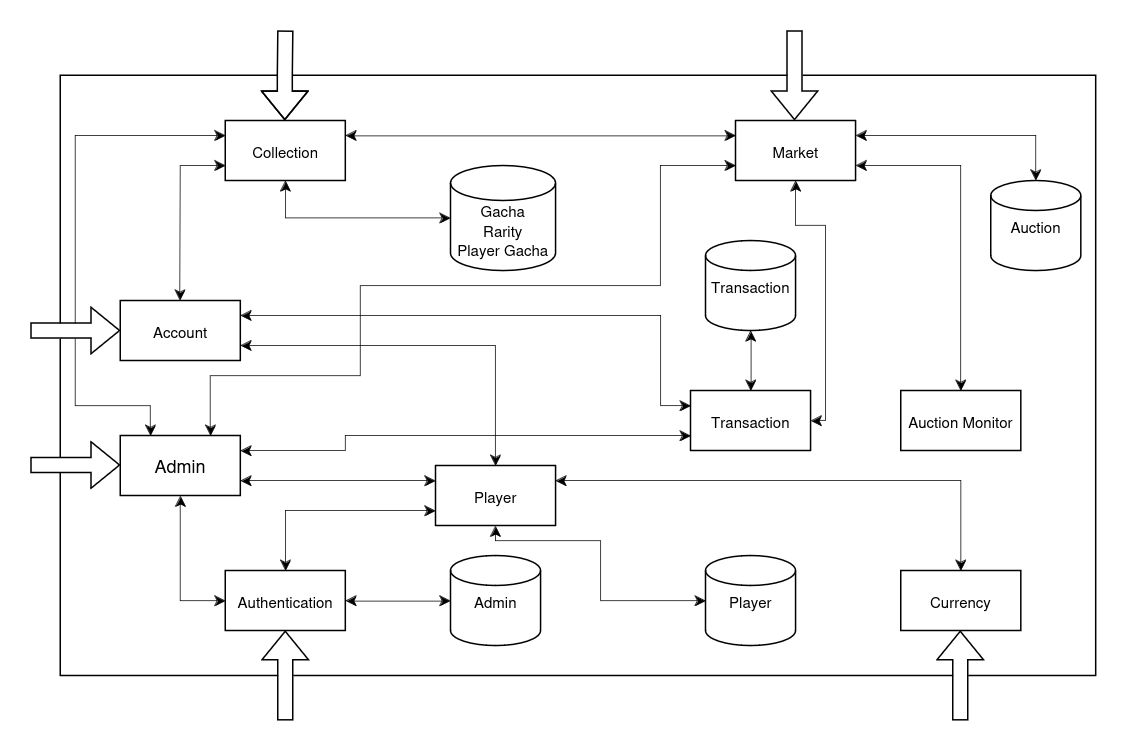 Collection
Market
Gacha
Rarity
Player Gacha
Auction
Transaction
Account
Transaction
Auction Monitor
Admin
Player
Authentication
Admin
Player
Currency